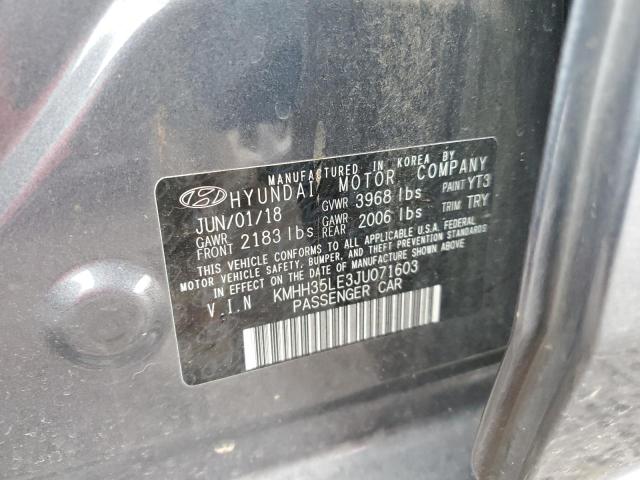 MANUFACTURED IN KOREA BY
HYUNDAI MOTOR COMPANY
JUN/01/18 GVWR 3968 lbs PAINT YT3
GAWR FRONT 2183 lbs GAWR REAR 2006 lbs TRIM TRY
THIS VEHICLE CONFORMS TO ALL APPLICABLE U.S.A. FEDERAL
MOTOR VEHICLE SAFETY, BUMPER, AND THEFT PREVENTION
STANDARDS IN EFFECT ON THE DATE OF MANUFACTURE SHOWN ABOVE.
V.I.N KMHH35LE3JU071603
PASSENGER CAR